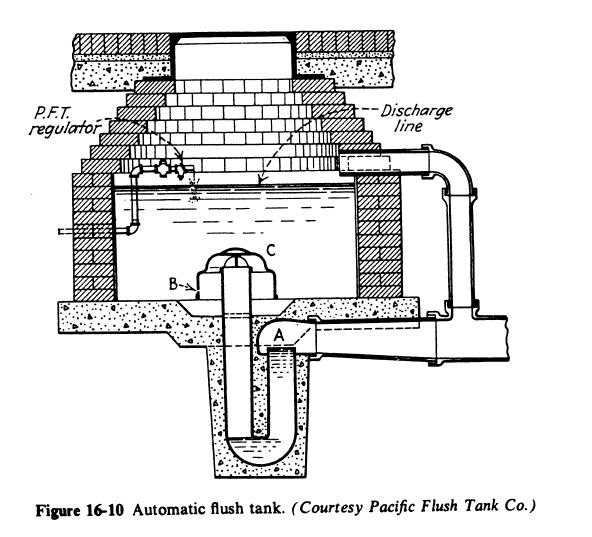 P.F.T.
regulator
Discharge
line
C
B
A
Figure 16-10 Automatic flush tank. (Courtesy Pacific Flush Tank Co.)